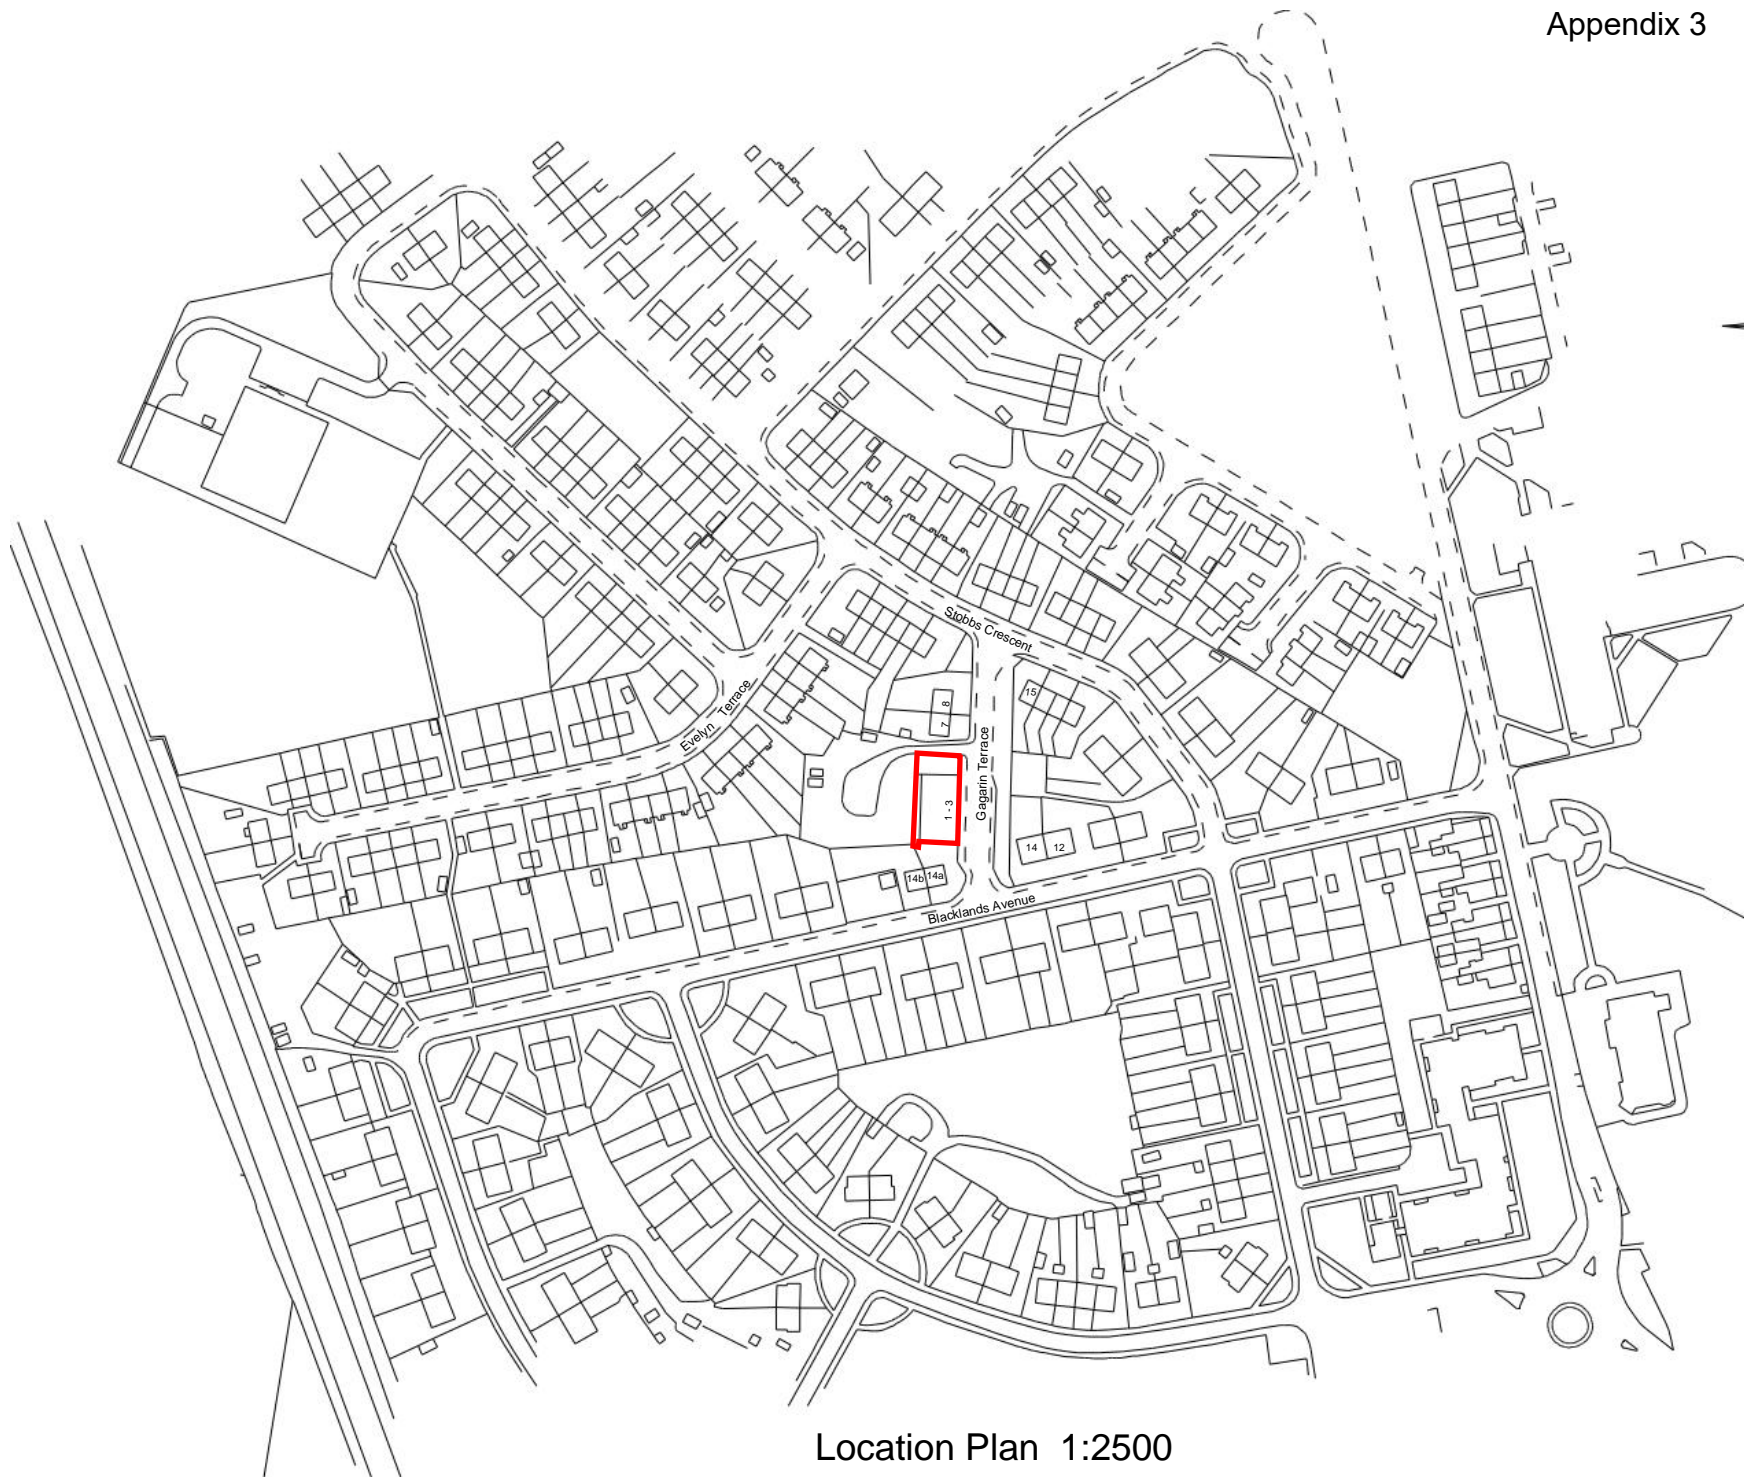 Appendix 3
Stobbs Crescent
Evelyn Terrace
15
8
7
Gagarin Terrace
1 - 3
14
12
14b
14a
Blacklands Avenue
Location Plan 1:2500